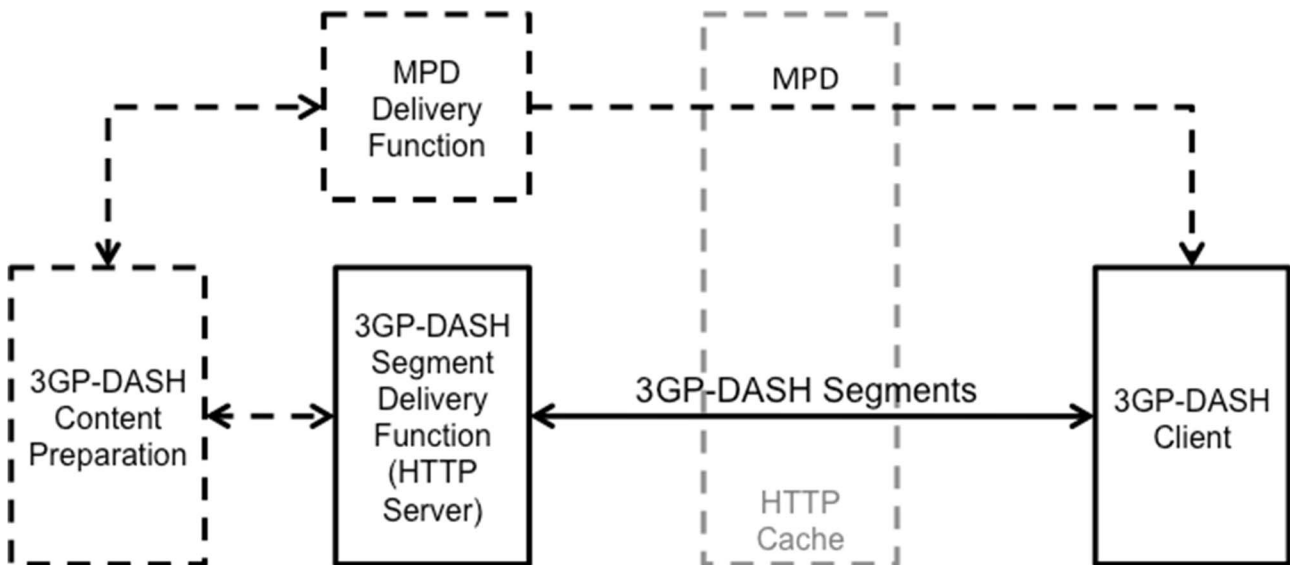 MPD
Delivery
Function
MPD
3GP-DASH
Content
Preparation
3GP-DASH
Segment
Delivery
Function
(HTTP
Server)
3GP-DASH Segments
HTTP
Cache
3GP-DASH
Client